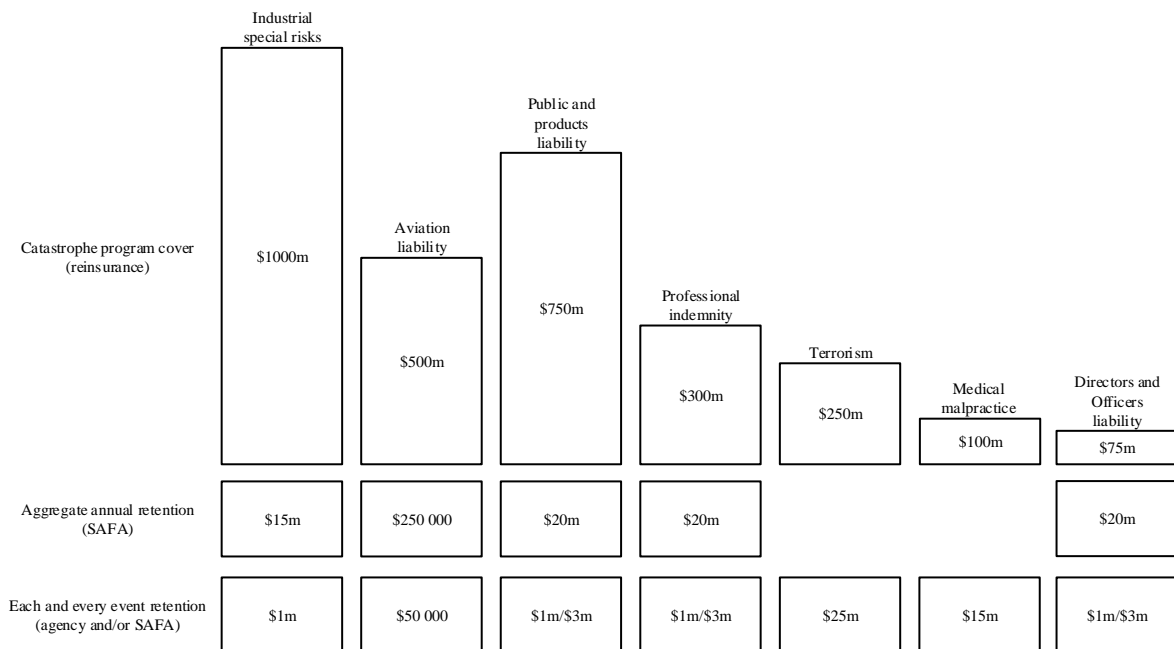 Industrial
special risks
Public and
products
liability
Aviation
liability
Catastrophe program cover
(reinsurance)
$1000m
$500m
$750m
Professional
indemnity
$300m
Terrorism
$250m
Medical
malpractice
$100m
Directors and
Officers
liability
$75m
Aggregate annual retention
(SAFA)
$15m
$250 000
$20m
$20m
$20m
Each and every event retention
(agency and/or SAFA)
$1m
$50 000
$1m/$3m
$1m/$3m
$25m
$15m
$1m/$3m